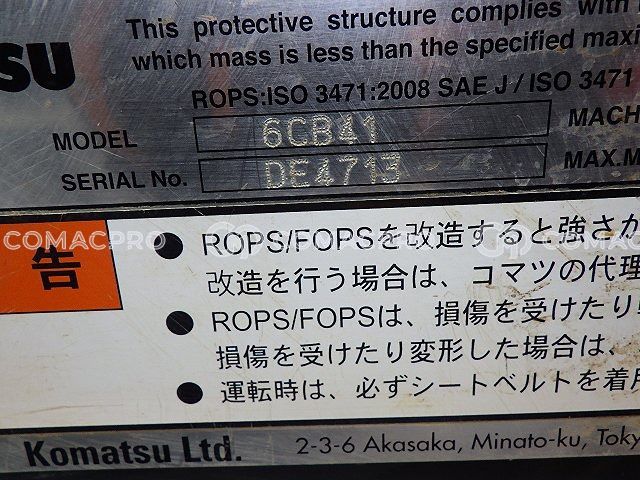 This protective structure complies with
SU which mass is less than the specified maxi
ROPS:ISO 3471:2008 SAE J / ISO 3471
MODEL 6CB41 MACH
SERIAL No. DE4713 MAX.M
告
COMACPRO
COMACPRO
● ROPS/FOPSを改造すると強さが
改造を行う場合は、コマツの代理
● ROPS/FOPSは、損傷を受けたり
損傷を受けたり変形した場合は、
● 運転時は、必ずシートベルトを着用
Komatsu Ltd. 2-3-6 Akasaka, Minato-ku, Toky